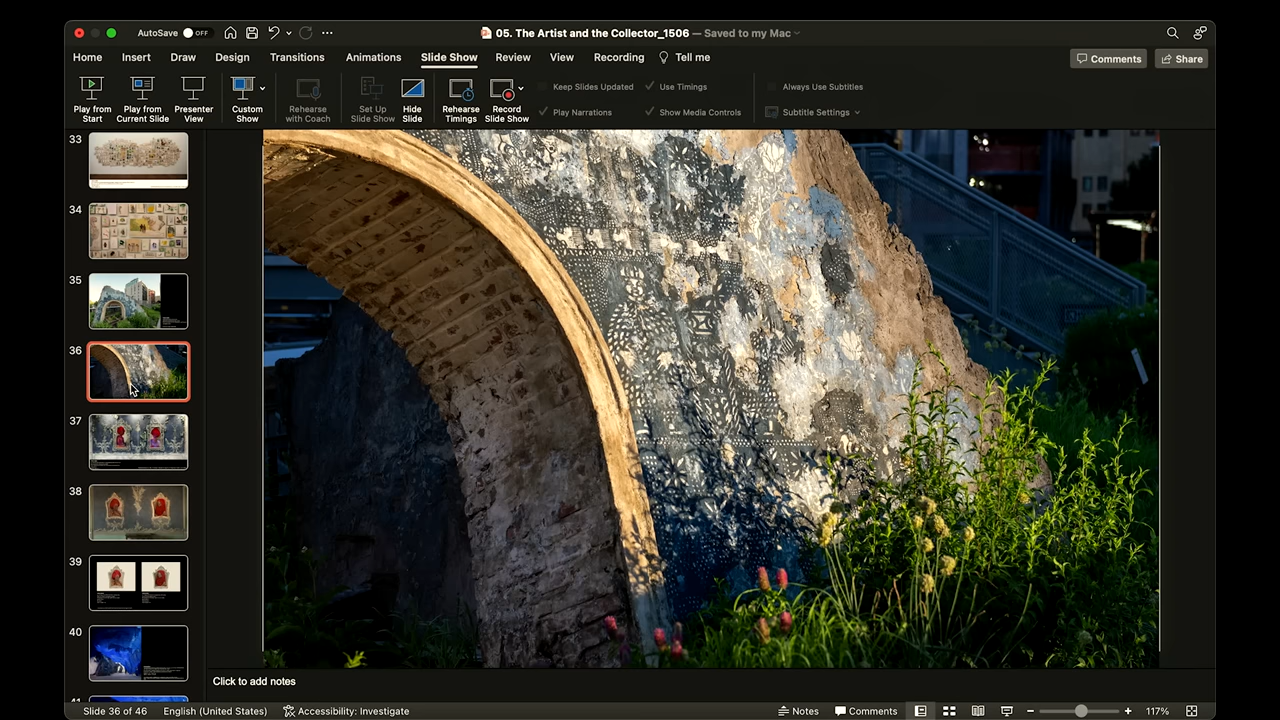 AutoSave OFF
05. The Artist and the Collector_1506 — Saved to my Mac
Home Insert Draw Design Transitions Animations Slide Show Review View Recording Tell me
Comments Share
Play from Start
Play from Current Slide
Presenter View
Custom Show
Rehearse with Coach
Set Up Slide Show
Hide Slide
Rehearse Timings
Record Slide Show
Keep Slides Updated Use Timings
Play Narrations Show Media Controls
Always Use Subtitles
Subtitle Settings
33
34
35
36
37
38
39
40
Click to add notes
Slide 36 of 46 English (United States) Accessibility: Investigate
Notes Comments 117%